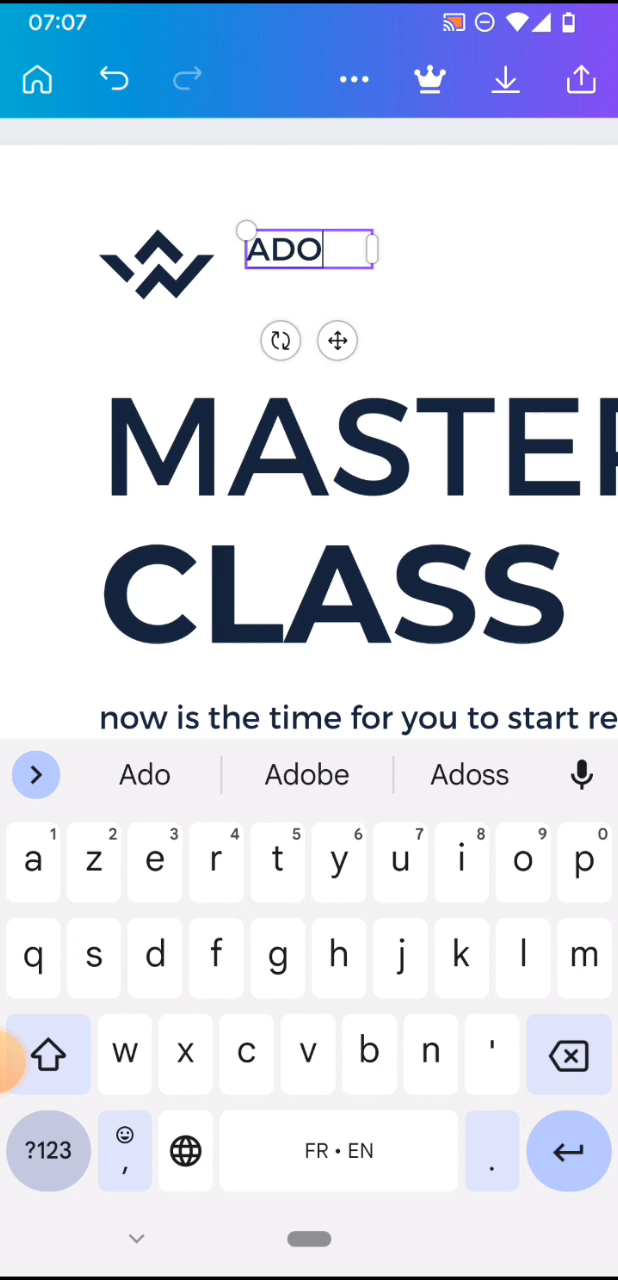 07:07
ADO
MASTER
CLASS
now is the time for you to start re
Ado Adobe Adoss
a 1 z 2 e 3 r 4 t 5 y 6 u 7 i 8 o 9 p 0
q s d f g h j k l m
w x c v b n '
?123 , FR • EN .